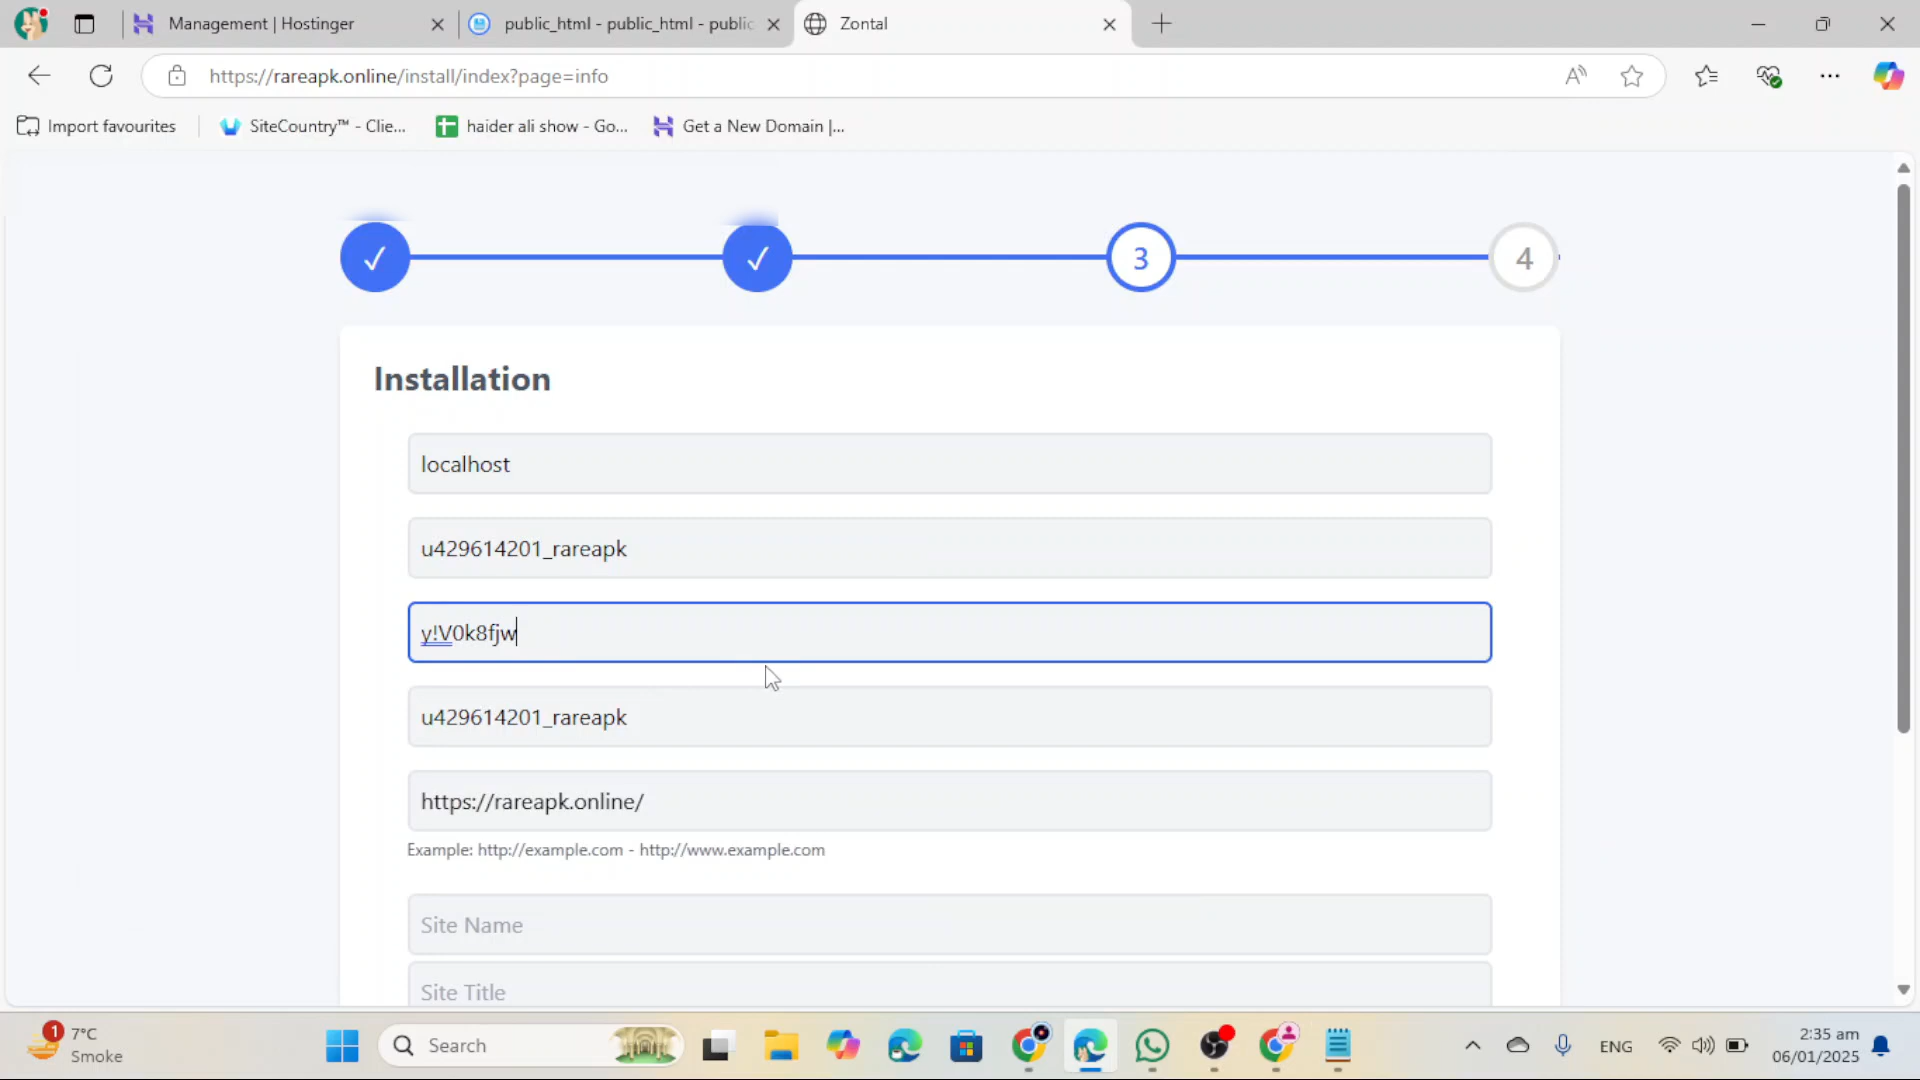 Management | Hostinger
public_html - public_html - public
Zontal
https://rareapk.online/install/index?page=info
Import favourites
SiteCountry™ - Clie...
haider ali show - Go...
Get a New Domain |...
✓
✓
3
4
Installation
localhost
u429614201_rareapk
y!V0k8fjw
u429614201_rareapk
https://rareapk.online/
Example: http://example.com - http://www.example.com
Site Name
Site Title
1
7°C
Smoke
Search
ENG
2:35 am
06/01/2025